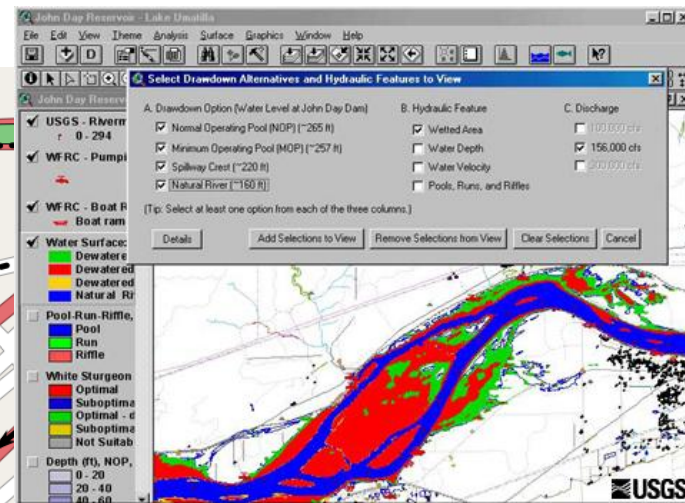 John Day Reservoir - Lake Umatilla
File Edit View Theme Analysis Surface Graphics Window Help
Select Drawdown Alternatives and Hydraulic Features to View
A. Drawdown Option (Water Level at John Day Dam)
Normal Operating Pool (NOP) (~265 ft)
Minimum Operating Pool (MOP) (~257 ft)
Spillway Crest (~220 ft)
Natural River (~160 ft)
B. Hydraulic Feature
Wetted Area
Water Depth
Water Velocity
Pools, Runs, and Riffles
C. Discharge
100,000 cfs
156,000 cfs
300,000 cfs
(Tip: Select at least one option from each of the three columns.)
Details
Add Selections to View
Remove Selections from View
Clear Selections
Cancel
John Day Reserv
USGS - Riverm
0 - 294
WFRC - Pumpi
WFRC - Boat R
Boat ram
Water Surface:
Dewatere
Dewatered
Dewatered
Natural Ri
Pool-Run-Riffle,
Pool
Run
Riffle
White Sturgeon
Optimal
Suboptima
Optimal - d
Suboptima
Not Suitab
Depth (ft), NOP,
0 - 20
20 - 40
40 - 60
USGS